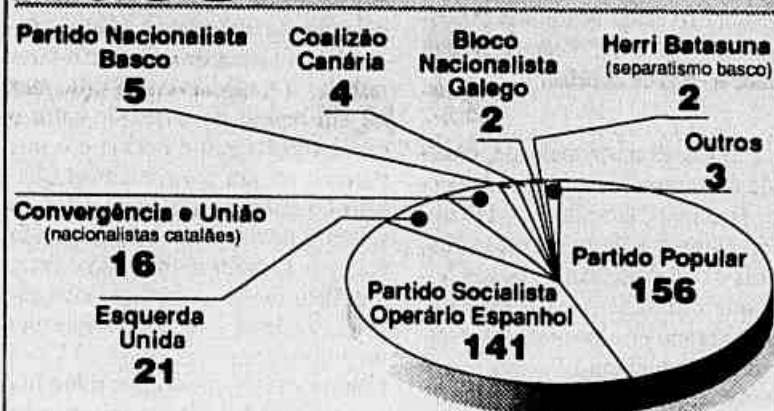 Partido Nacionalista
Basco
5
Coalizão
Canária
4
Bloco
Nacionalista
Galego
2
Herri Batasuna
(separatismo basco)
2
Outros
3
Convergência e União
(nacionalistas catalães)
16
Esquerda
Unida
21
Partido Socialista
Operário Espanhol
141
Partido Popular
156